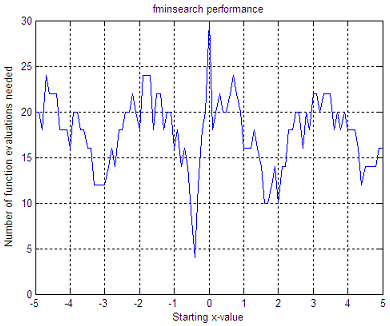 fminsearch performance
Number of function evaluations needed
30
25
20
15
10
5
0
-5 -4 -3 -2 -1 0 1 2 3 4 5
Starting x-value